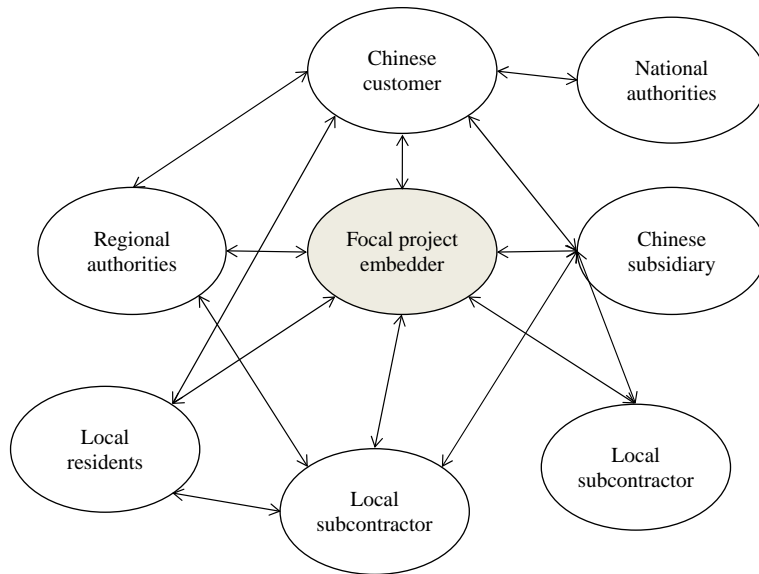 Chinese
customer
National
authorities
Regional
authorities
Focal project
embedder
Chinese
subsidiary
Local
residents
Local
subcontractor
Local
subcontractor